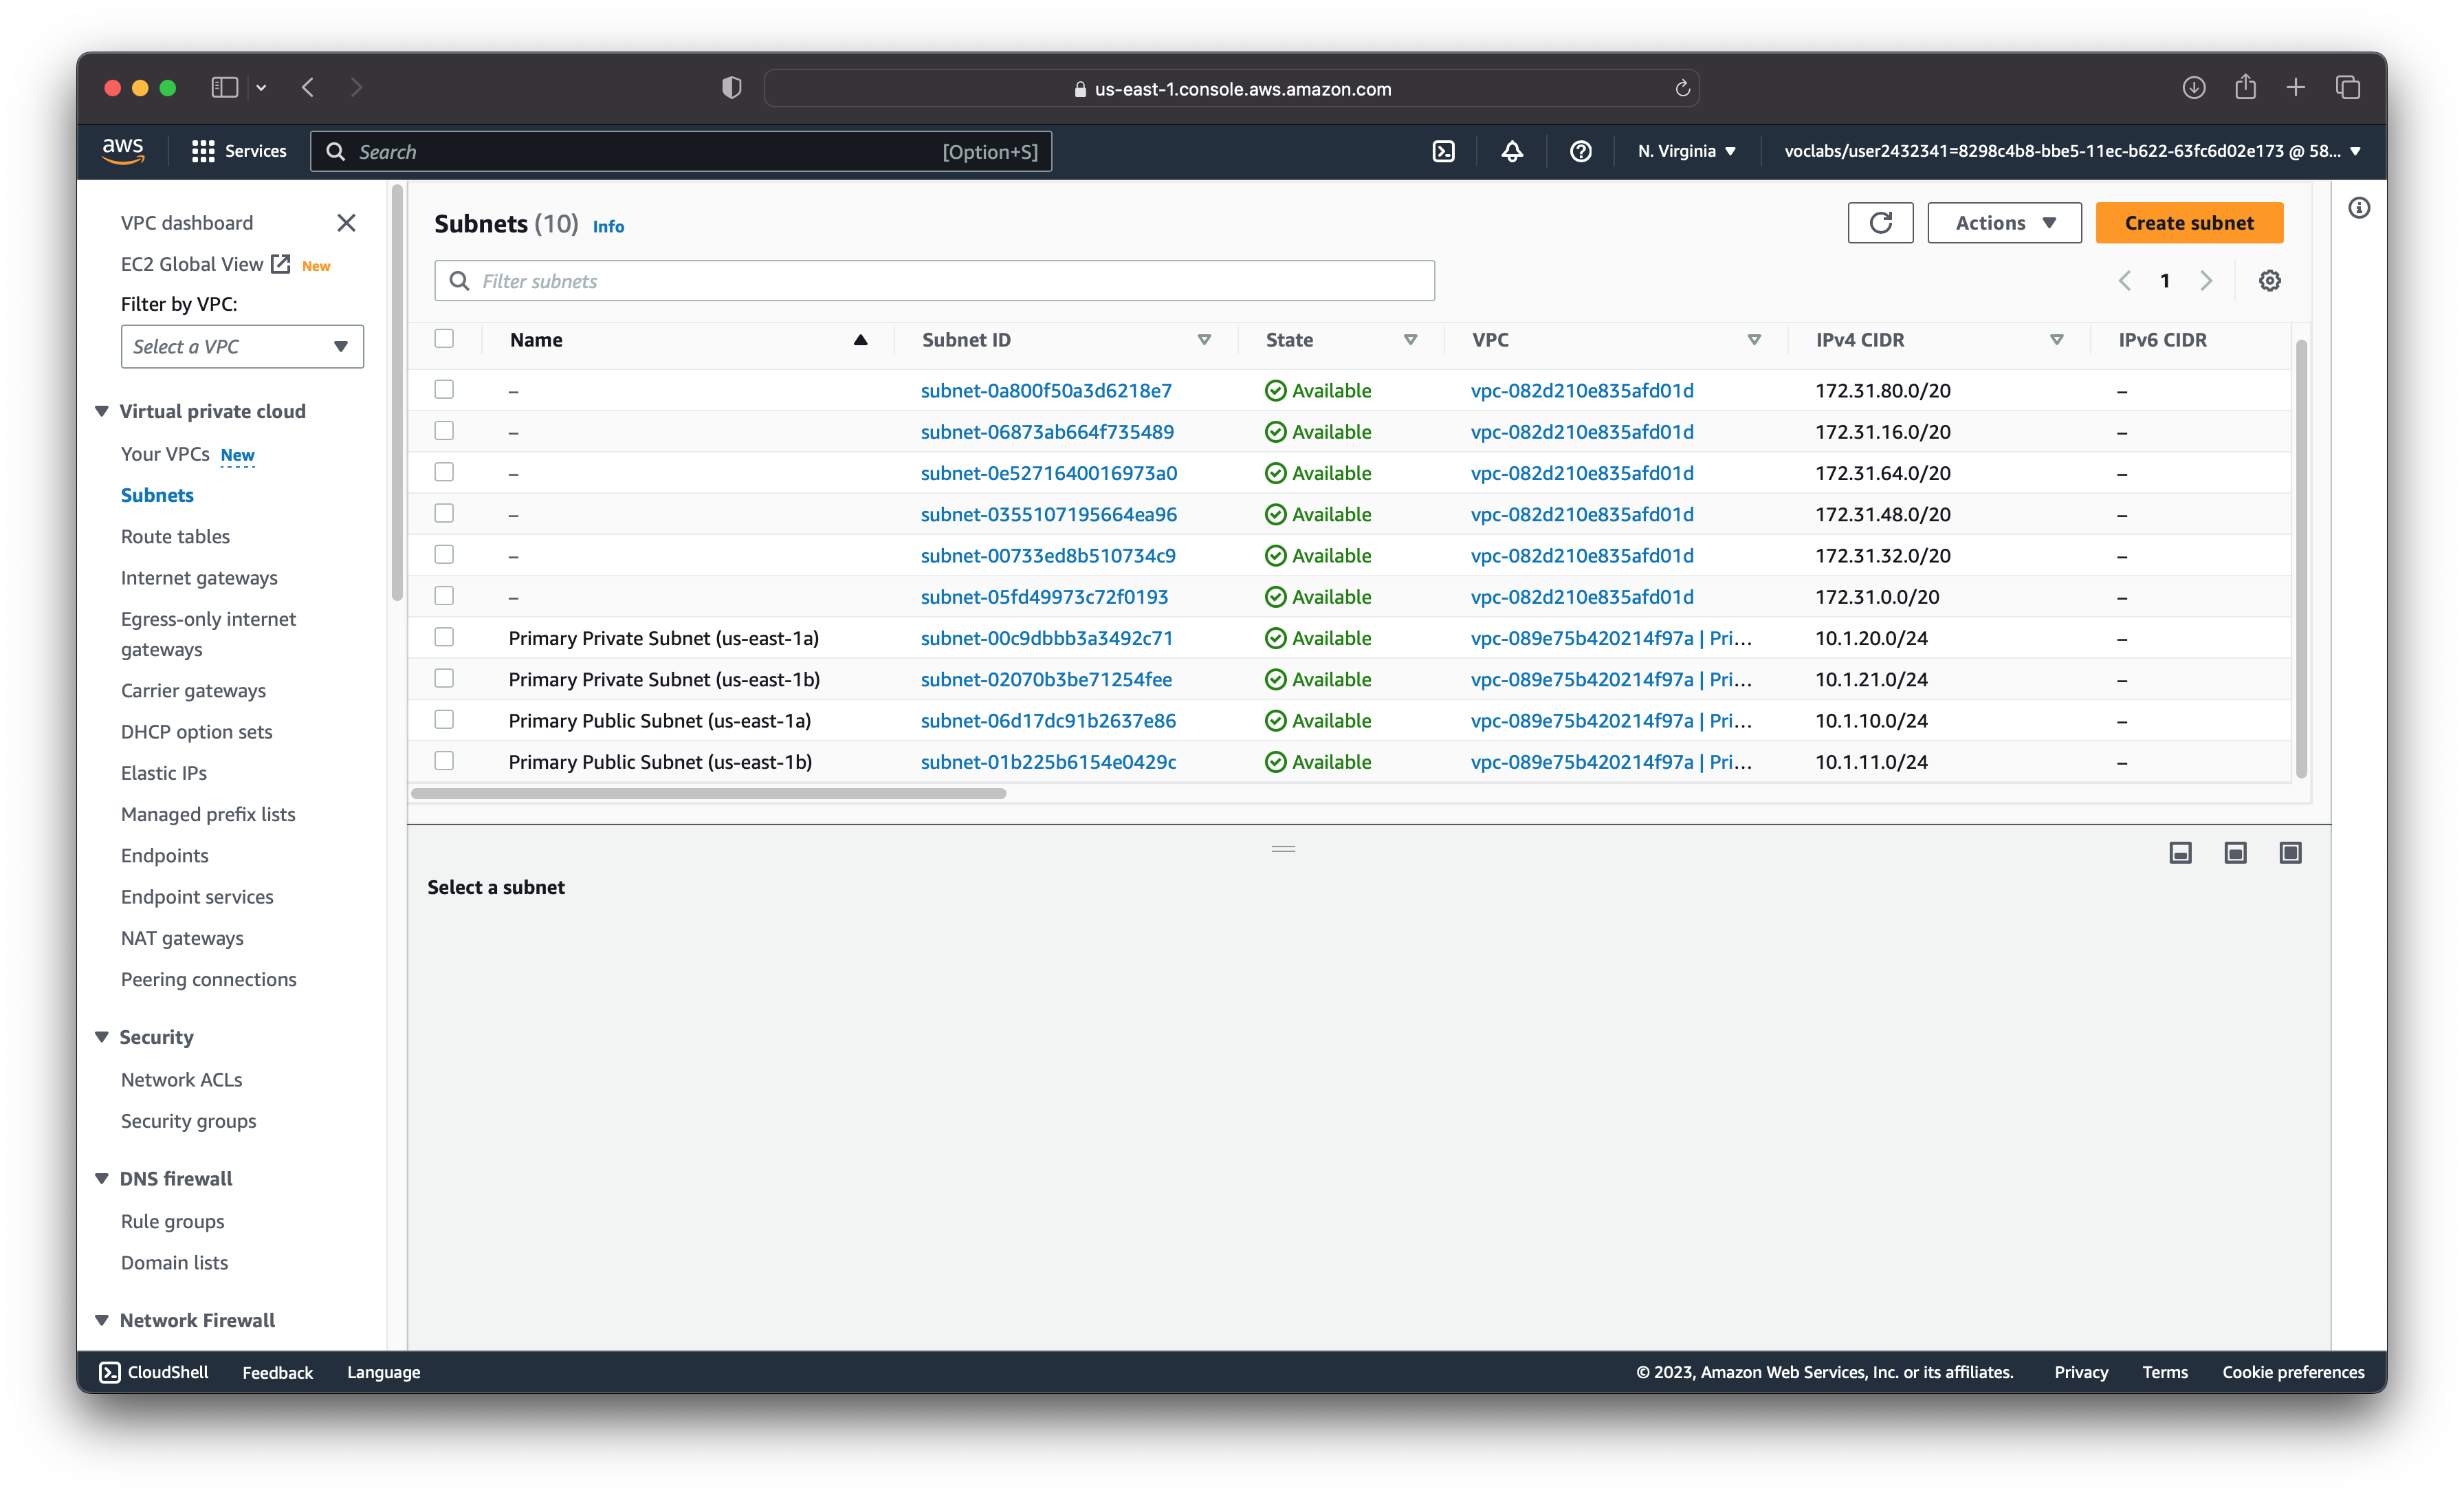 us-east-1.console.aws.amazon.com
aws Services Search [Option+S] N. Virginia voclabs/user2432341=8298c4b8-bbe5-11ec-b622-63fc6d02e173 @ 58...
VPC dashboard
EC2 Global View New
Filter by VPC:
Select a VPC
Virtual private cloud
Your VPCs New
Subnets
Route tables
Internet gateways
Egress-only internet
gateways
Carrier gateways
DHCP option sets
Elastic IPs
Managed prefix lists
Endpoints
Endpoint services
NAT gateways
Peering connections
Security
Network ACLs
Security groups
DNS firewall
Rule groups
Domain lists
Network Firewall
Subnets (10) Info
Actions
Create subnet
Filter subnets
1
Name Subnet ID State VPC IPv4 CIDR IPv6 CIDR
– subnet-0a800f50a3d6218e7 Available vpc-082d210e835afd01d 172.31.80.0/20 –
– subnet-06873ab664f735489 Available vpc-082d210e835afd01d 172.31.16.0/20 –
– subnet-0e5271640016973a0 Available vpc-082d210e835afd01d 172.31.64.0/20 –
– subnet-0355107195664ea96 Available vpc-082d210e835afd01d 172.31.48.0/20 –
– subnet-00733ed8b510734c9 Available vpc-082d210e835afd01d 172.31.32.0/20 –
– subnet-05fd49973c72f0193 Available vpc-082d210e835afd01d 172.31.0.0/20 –
Primary Private Subnet (us-east-1a) subnet-00c9dbbb3a3492c71 Available vpc-089e75b420214f97a | Pri... 10.1.20.0/24 –
Primary Private Subnet (us-east-1b) subnet-02070b3be71254fee Available vpc-089e75b420214f97a | Pri... 10.1.21.0/24 –
Primary Public Subnet (us-east-1a) subnet-06d17dc91b2637e86 Available vpc-089e75b420214f97a | Pri... 10.1.10.0/24 –
Primary Public Subnet (us-east-1b) subnet-01b225b6154e0429c Available vpc-089e75b420214f97a | Pri... 10.1.11.0/24 –
Select a subnet
CloudShell Feedback Language © 2023, Amazon Web Services, Inc. or its affiliates. Privacy Terms Cookie preferences